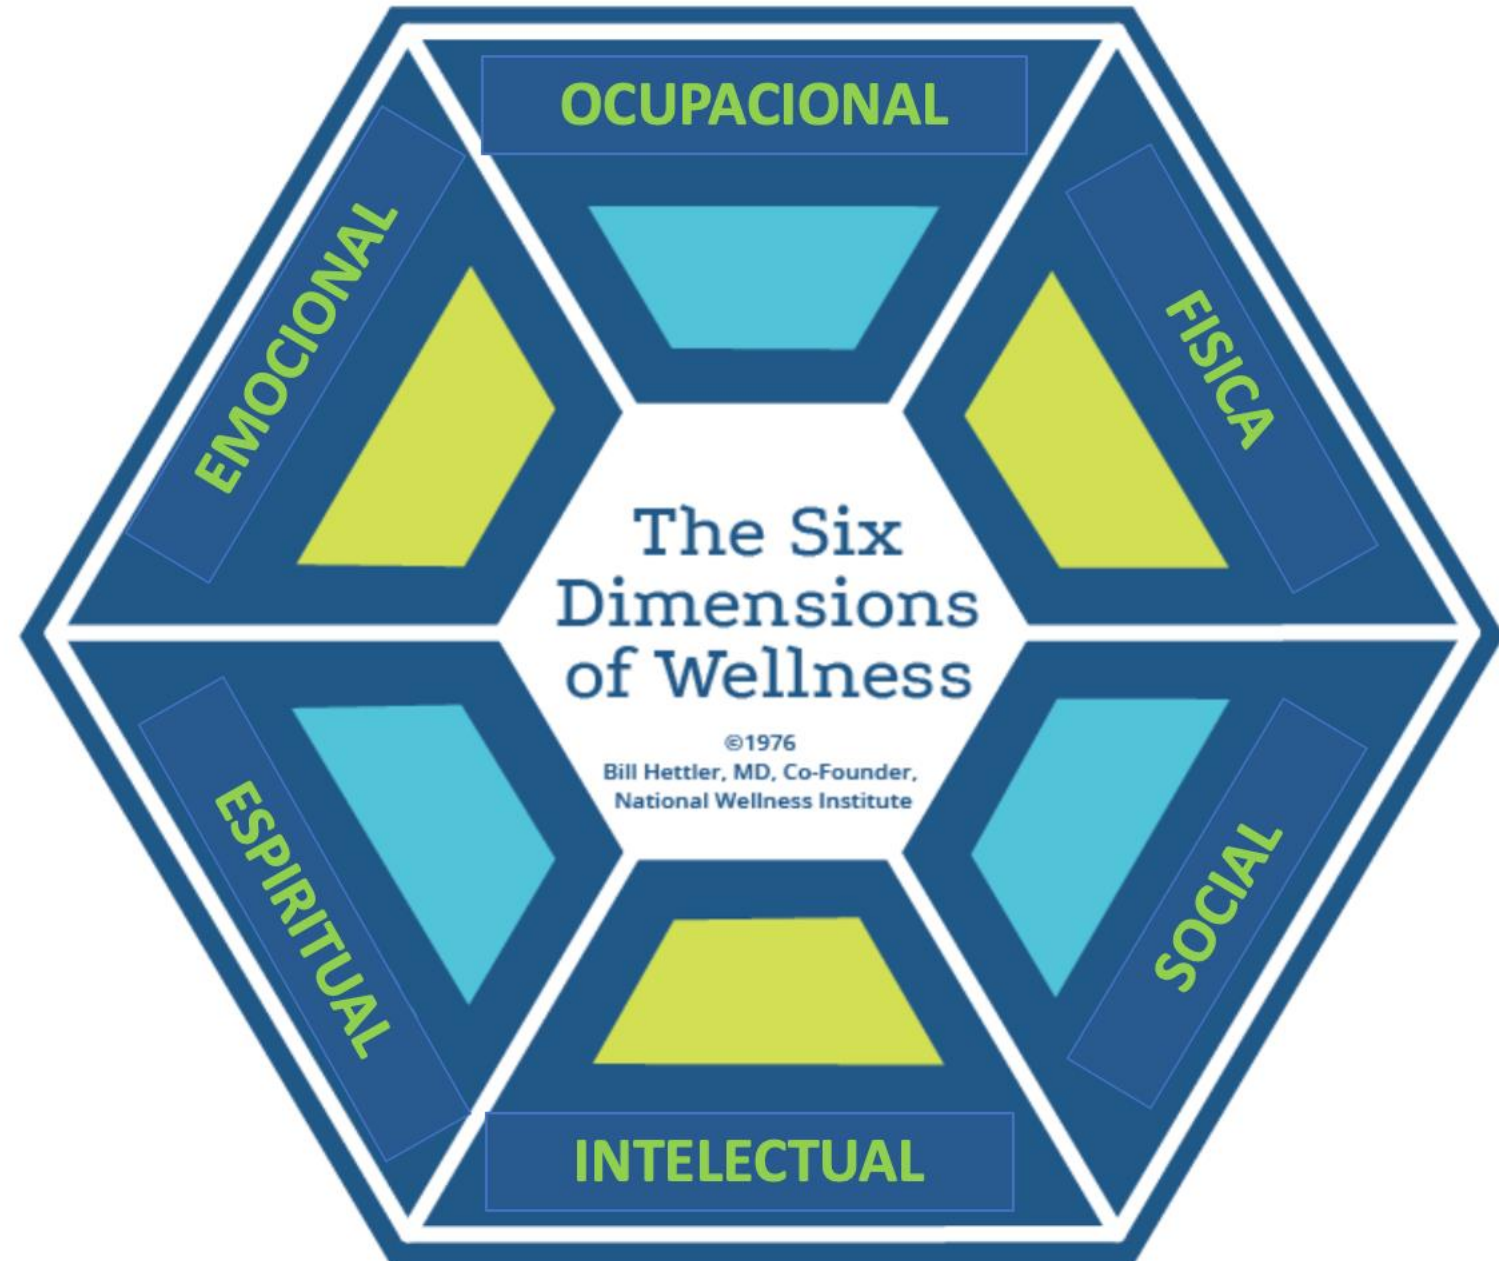 OCUPACIONAL
EMOCIONAL
FISICA
The Six
Dimensions
of Wellness
©1976
Bill Hettler, MD, Co-Founder,
National Wellness Institute
ESPIRITUAL
SOCIAL
INTELECTUAL